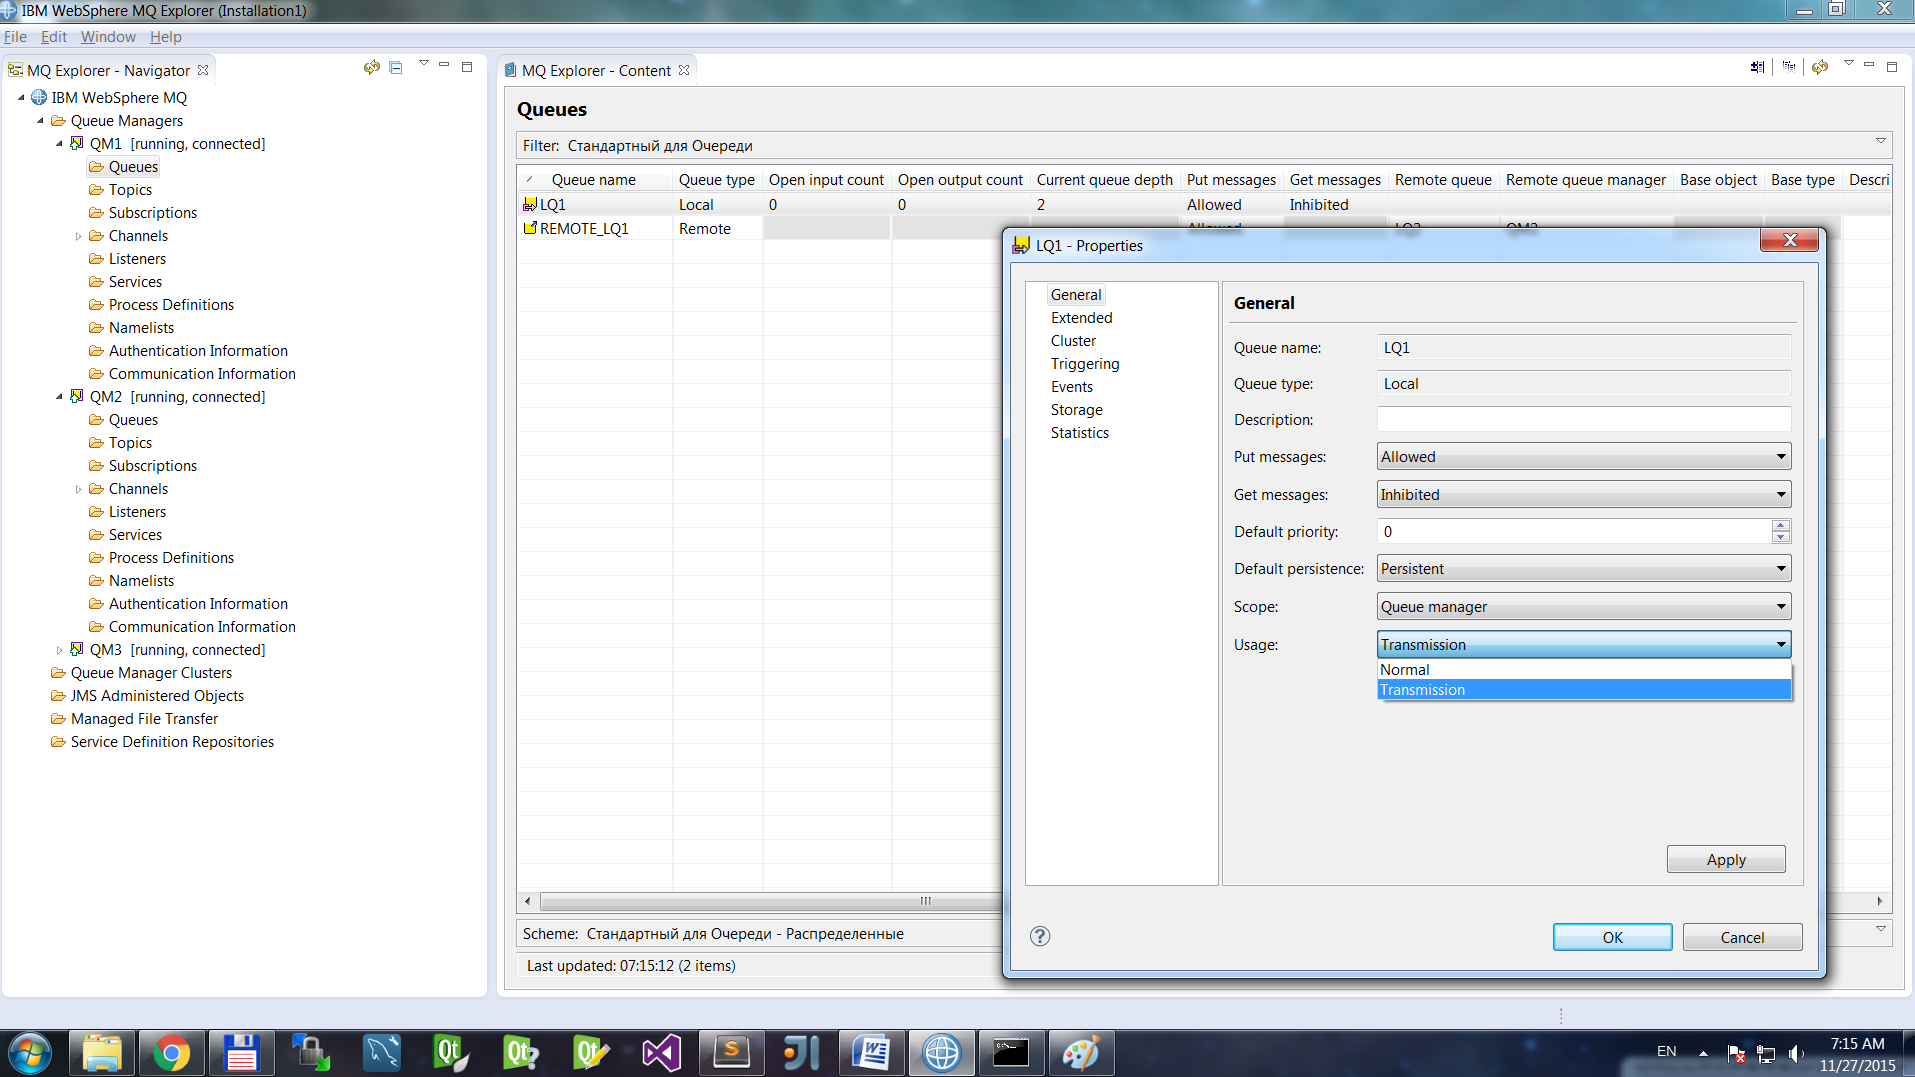 IBM WebSphere MQ Explorer (Installation1)
File Edit Window Help
MQ Explorer - Navigator
IBM WebSphere MQ
Queue Managers
QM1 [running, connected]
Queues
Topics
Subscriptions
Channels
Listeners
Services
Process Definitions
Namelists
Authentication Information
Communication Information
QM2 [running, connected]
Queues
Topics
Subscriptions
Channels
Listeners
Services
Process Definitions
Namelists
Authentication Information
Communication Information
QM3 [running, connected]
Queue Manager Clusters
JMS Administered Objects
Managed File Transfer
Service Definition Repositories
MQ Explorer - Content
Queues
Filter: Стандартный для Очереди
Queue name Queue type Open input count Open output count Current queue depth Put messages Get messages Remote queue Remote queue manager Base object Base type Descri
LQ1 Local 0 0 2 Allowed Inhibited
REMOTE_LQ1 Remote
Scheme: Стандартный для Очереди - Распределенные
Last updated: 07:15:12 (2 items)
LQ1 - Properties
General
Extended
Cluster
Triggering
Events
Storage
Statistics
General
Queue name: LQ1
Queue type: Local
Description:
Put messages: Allowed
Get messages: Inhibited
Default priority: 0
Default persistence: Persistent
Scope: Queue manager
Usage: Transmission
Normal
Transmission
Apply
OK Cancel
EN
7:15 AM
11/27/2015